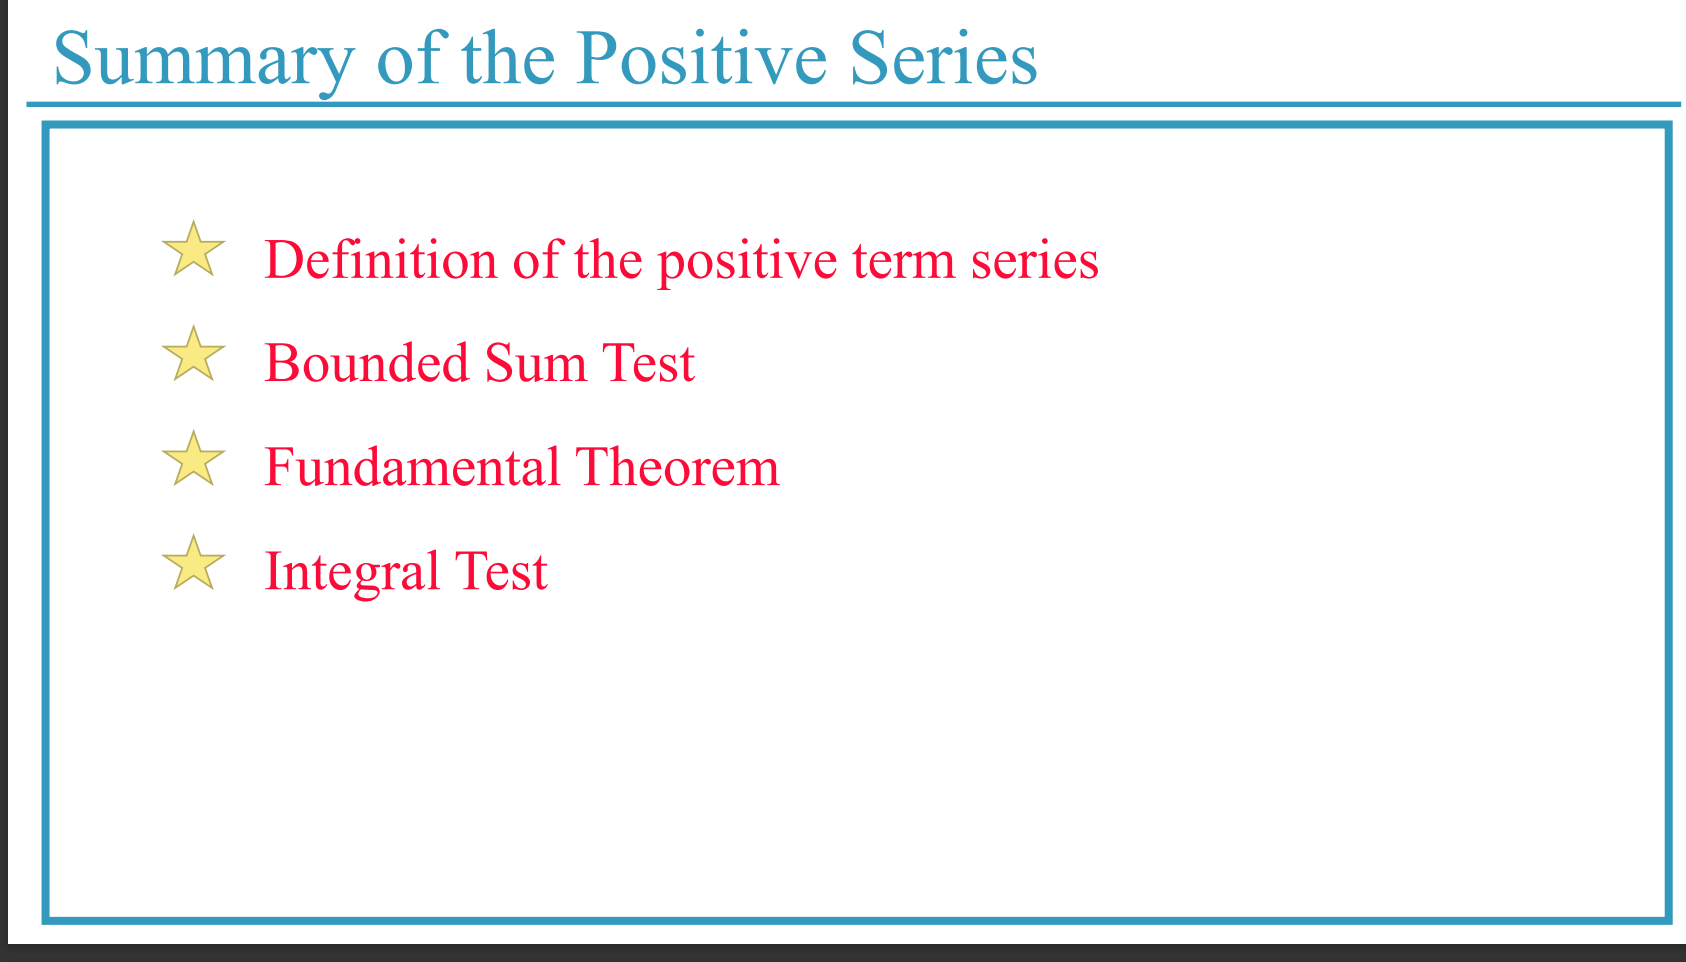 Summary of the Positive Series
Definition of the positive term series
Bounded Sum Test
Fundamental Theorem
Integral Test